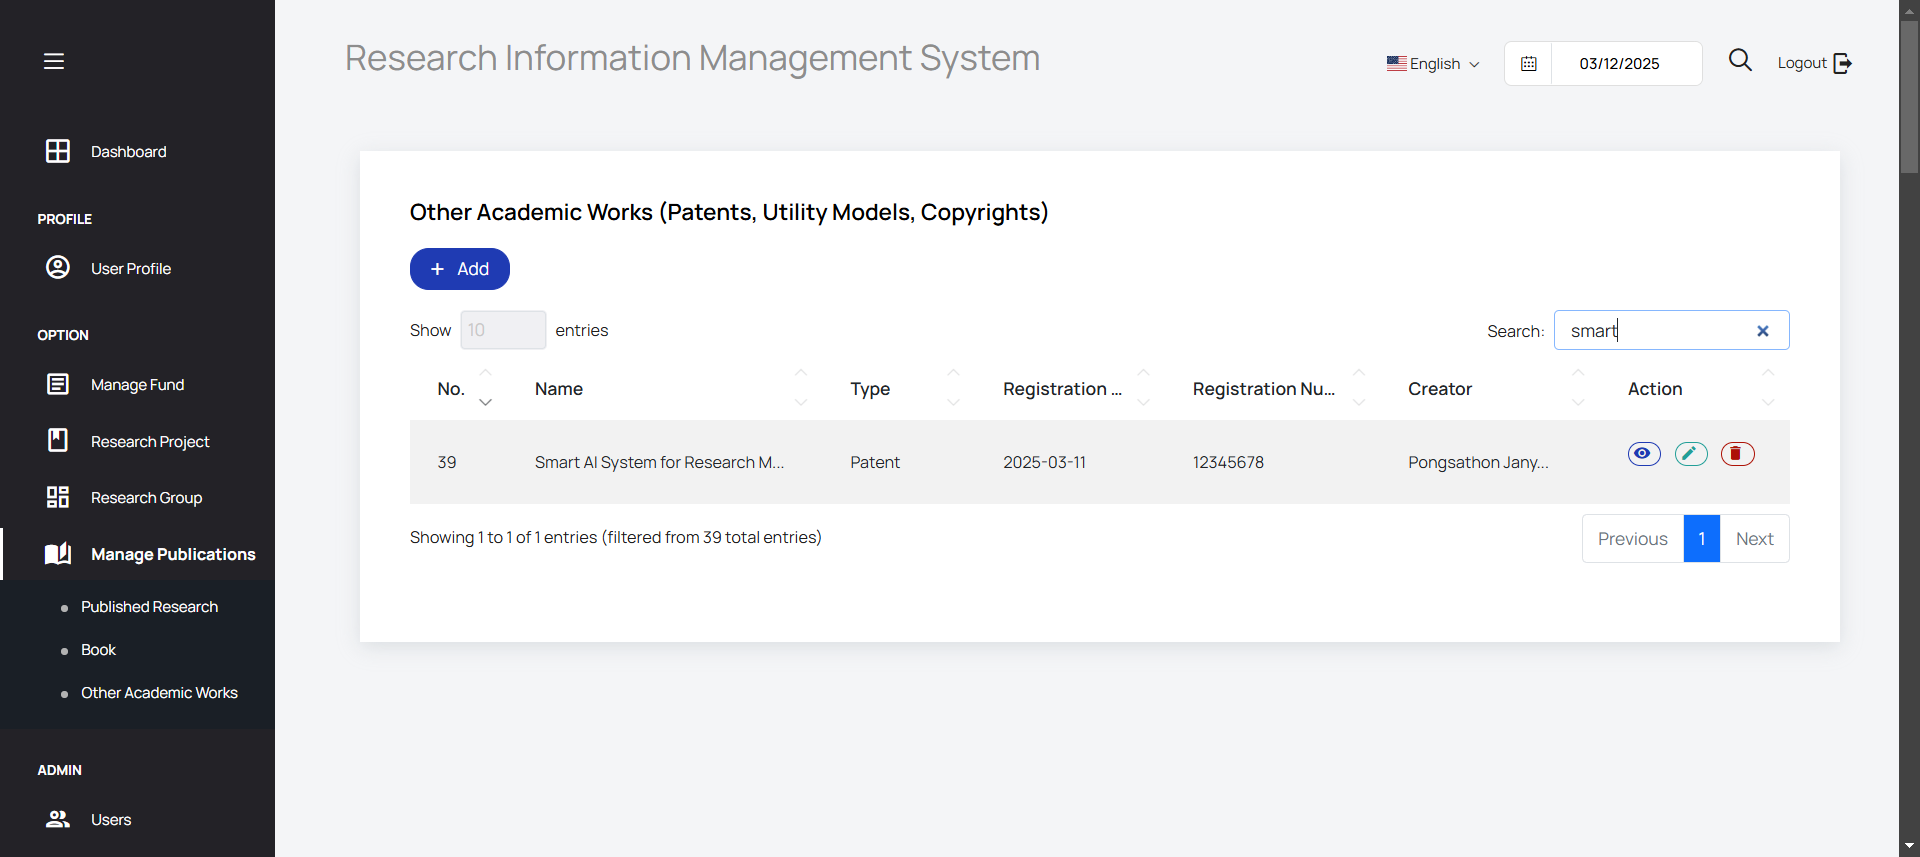 Research Information Management System
English
03/12/2025
Logout
Dashboard
PROFILE
User Profile
OPTION
Manage Fund
Research Project
Research Group
Manage Publications
Published Research
Book
Other Academic Works
ADMIN
Users
Other Academic Works (Patents, Utility Models, Copyrights)
+ Add
Show 10 entries
Search: smart
No. Name Type Registration ... Registration Nu... Creator Action
39 Smart AI System for Research M... Patent 2025-03-11 12345678 Pongsathon Jany...
Showing 1 to 1 of 1 entries (filtered from 39 total entries)
Previous 1 Next